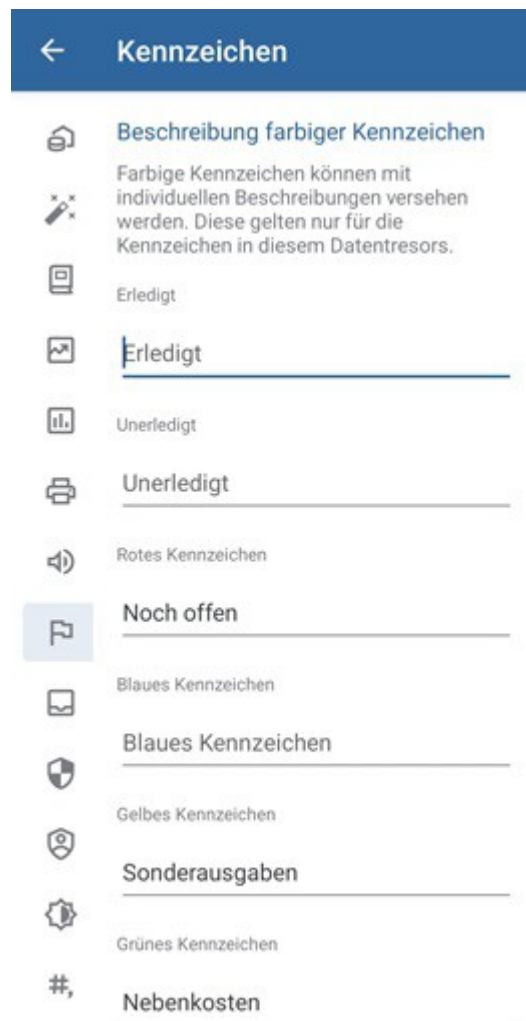 Kennzeichen
Beschreibung farbiger Kennzeichen
Farbige Kennzeichen können mit
individuellen Beschreibungen versehen
werden. Diese gelten nur für die
Kennzeichen in diesem Datentresors.
Erledigt
Erledigt
Unerledigt
Unerledigt
Rotes Kennzeichen
Noch offen
Blaues Kennzeichen
Blaues Kennzeichen
Gelbes Kennzeichen
Sonderausgaben
Grünes Kennzeichen
#,
Nebenkosten